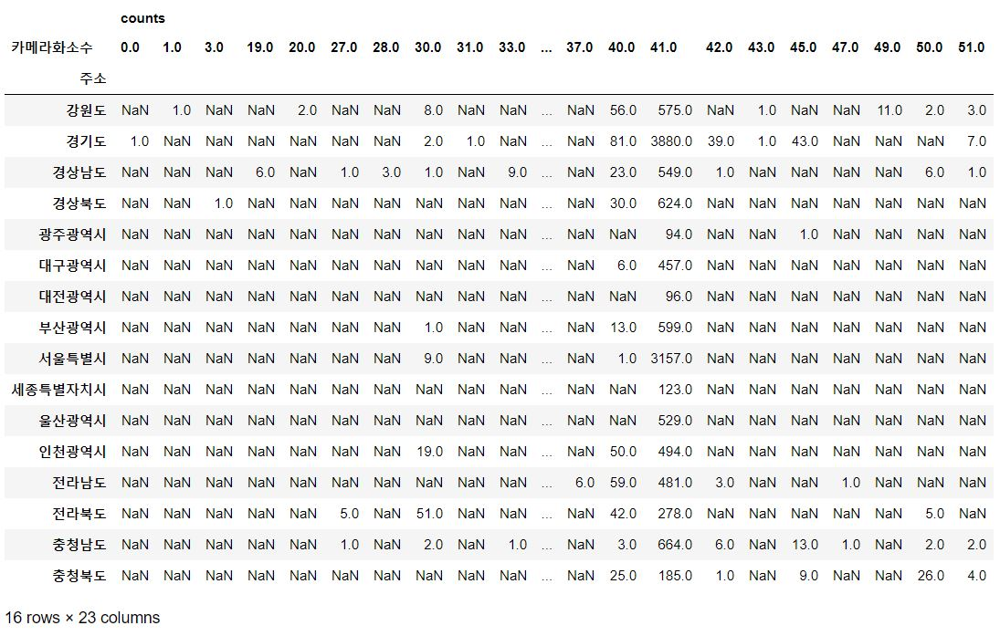 counts
카메라화소수 0.0 1.0 3.0 19.0 20.0 27.0 28.0 30.0 31.0 33.0 ... 37.0 40.0 41.0 42.0 43.0 45.0 47.0 49.0 50.0 51.0
주소
강원도 NaN 1.0 NaN NaN 2.0 NaN NaN 8.0 NaN NaN ... NaN 56.0 575.0 NaN 1.0 NaN NaN 11.0 2.0 3.0
경기도 1.0 NaN NaN NaN NaN NaN NaN 2.0 1.0 NaN ... NaN 81.0 3880.0 39.0 1.0 43.0 NaN NaN NaN 7.0
경상남도 NaN NaN NaN 6.0 NaN 1.0 3.0 1.0 NaN 9.0 ... NaN 23.0 549.0 1.0 NaN NaN NaN NaN 6.0 1.0
경상북도 NaN NaN 1.0 NaN NaN NaN NaN NaN NaN NaN ... NaN 30.0 624.0 NaN NaN NaN NaN NaN NaN NaN
광주광역시 NaN NaN NaN NaN NaN NaN NaN NaN NaN NaN ... NaN NaN 94.0 NaN NaN 1.0 NaN NaN NaN NaN
대구광역시 NaN NaN NaN NaN NaN NaN NaN NaN NaN NaN ... NaN 6.0 457.0 NaN NaN NaN NaN NaN NaN NaN
대전광역시 NaN NaN NaN NaN NaN NaN NaN NaN NaN NaN ... NaN NaN 96.0 NaN NaN NaN NaN NaN NaN NaN
부산광역시 NaN NaN NaN NaN NaN NaN NaN 1.0 NaN NaN ... NaN 13.0 599.0 NaN NaN NaN NaN NaN NaN NaN
서울특별시 NaN NaN NaN NaN NaN NaN NaN 9.0 NaN NaN ... NaN 1.0 3157.0 NaN NaN NaN NaN NaN NaN NaN
세종특별자치시 NaN NaN NaN NaN NaN NaN NaN NaN NaN NaN ... NaN NaN 123.0 NaN NaN NaN NaN NaN NaN NaN
울산광역시 NaN NaN NaN NaN NaN NaN NaN NaN NaN NaN ... NaN NaN 529.0 NaN NaN NaN NaN NaN NaN NaN
인천광역시 NaN NaN NaN NaN NaN NaN NaN 19.0 NaN NaN ... NaN 50.0 494.0 NaN NaN NaN NaN NaN NaN NaN
전라남도 NaN NaN NaN NaN NaN NaN NaN NaN NaN NaN ... 6.0 59.0 481.0 3.0 NaN NaN 1.0 NaN NaN NaN
전라북도 NaN NaN NaN NaN NaN 5.0 NaN 51.0 NaN NaN ... NaN 42.0 278.0 NaN NaN NaN NaN NaN 5.0 NaN
충청남도 NaN NaN NaN NaN NaN 1.0 NaN 2.0 NaN 1.0 ... NaN 3.0 664.0 6.0 NaN 13.0 1.0 NaN 2.0 2.0
충청북도 NaN NaN NaN NaN NaN NaN NaN NaN NaN NaN ... NaN 25.0 185.0 1.0 NaN 9.0 NaN NaN 26.0 4.0
16 rows × 23 columns